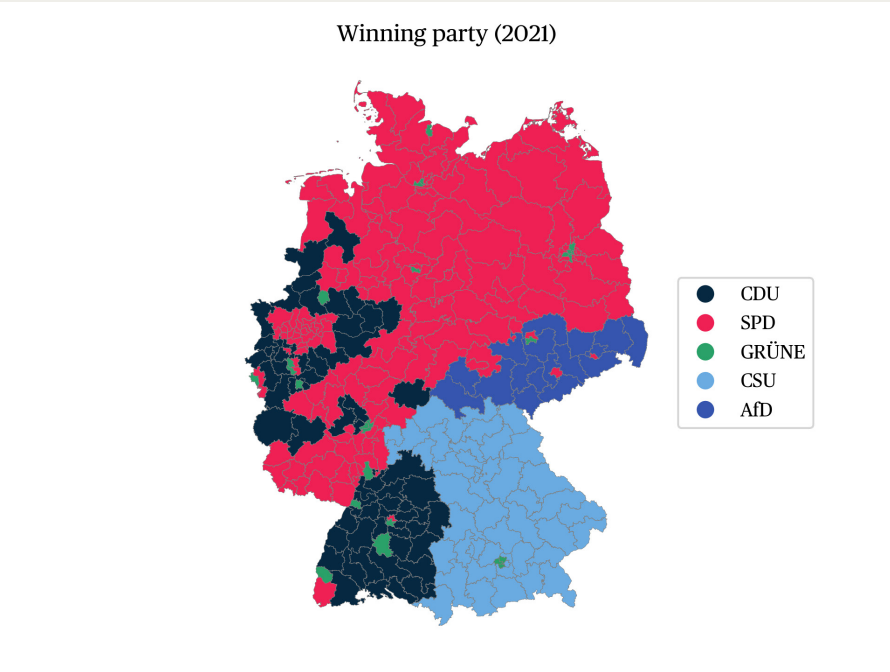 Winning party (2021)
CDU
SPD
GRÜNE
CSU
AfD